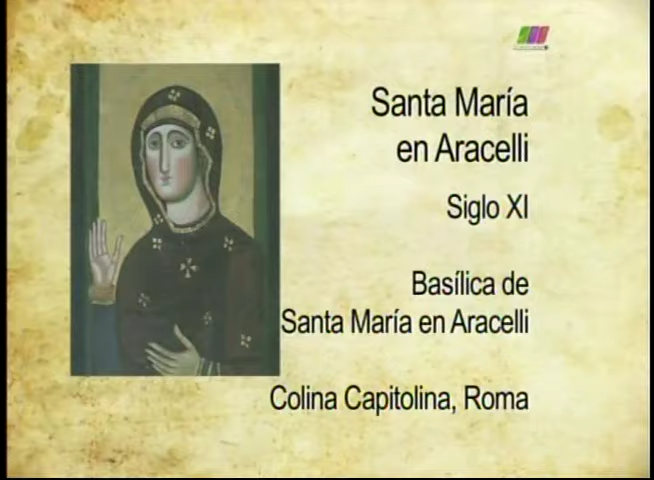 Santa María
en Aracelli
Siglo XI
Basílica de
Santa María en Aracelli
Colina Capitolina, Roma